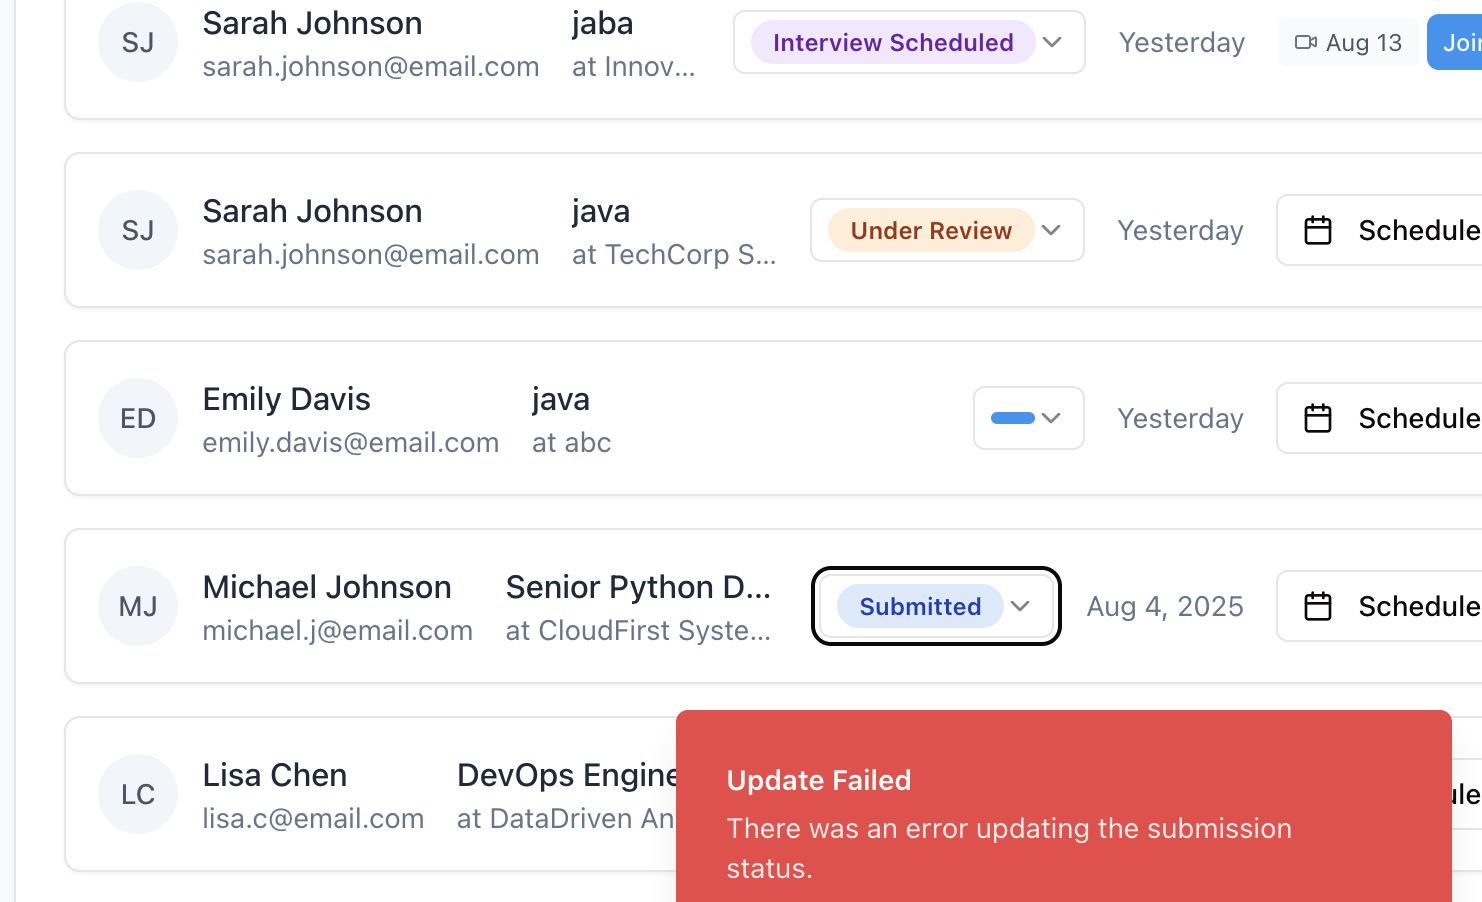 SJ
Sarah Johnson
sarah.johnson@email.com
jaba
at Innov...
Interview Scheduled
Yesterday
Aug 13
SJ
Sarah Johnson
sarah.johnson@email.com
java
at TechCorp S...
Under Review
Yesterday
Schedule
ED
Emily Davis
emily.davis@email.com
java
at abc
Yesterday
Schedule
MJ
Michael Johnson
michael.j@email.com
Senior Python D...
at CloudFirst Syste...
Submitted
Aug 4, 2025
Schedule
LC
Lisa Chen
lisa.c@email.com
DevOps Engine
at DataDriven An
Update Failed
There was an error updating the submission
status.